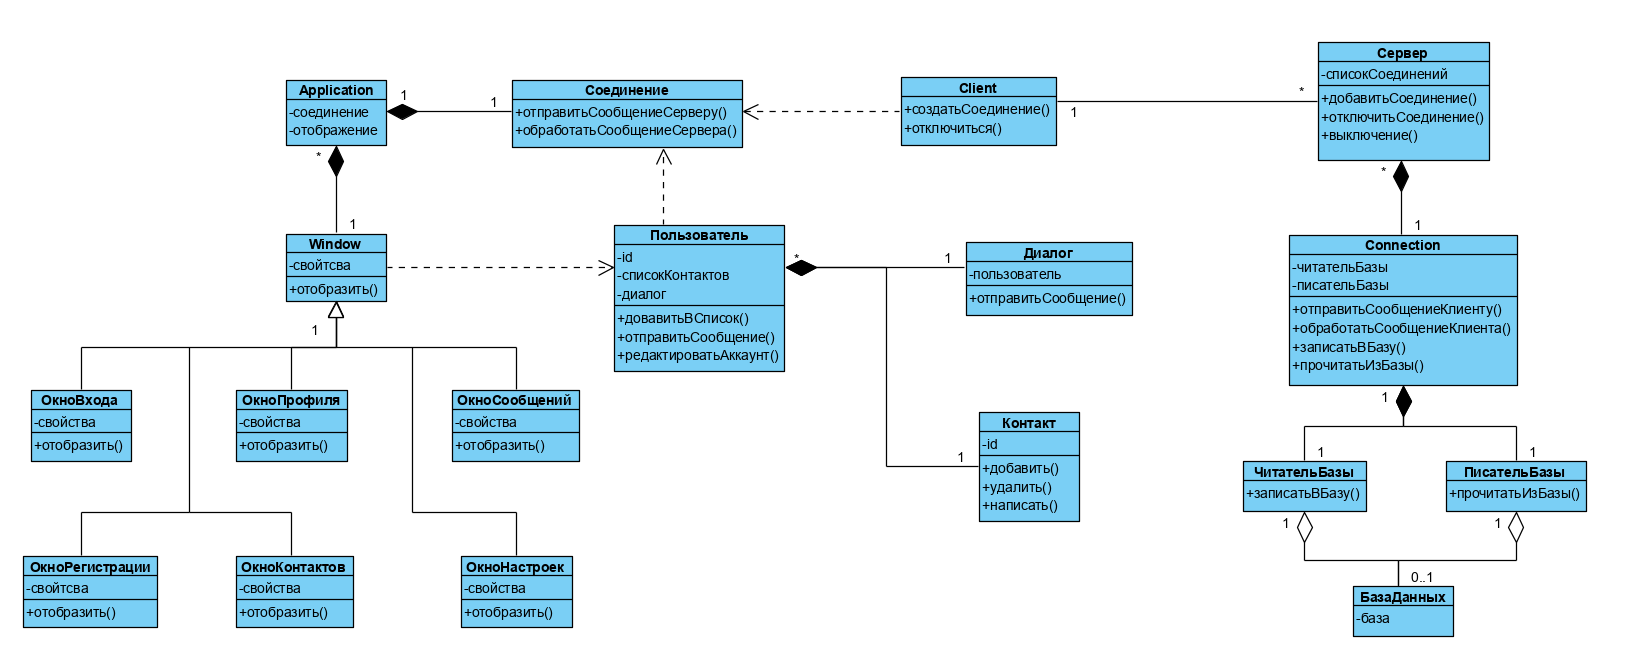 Application
-соединение
-отображение
1
1
*
Соединение
+отправитьСообщениеСерверу()
+обработатьСообщениеСервера()
Client
+создатьСоединение()
+отключиться()
1
*
Сервер
-списокСоединений
+добавитьСоединение()
+отключитьСоединение()
+выключение()
*
1
1
Window
-свойтсва
+отобразить()
1
Пользователь
-id
-списокКонтактов
-диалог
+довавитьВСписок()
+отправитьСообщение()
+редактироватьАккаунт()
*
1
Диалог
-пользователь
+отправитьСообщение()
Connection
-читательБазы
-писательБазы
+отправитьСообщениеКлиенту()
+обработатьСообщениеКлиента()
+записатьВБазу()
+прочитатьИзБазы()
1
ОкноВхода
-свойства
+отобразить()
ОкноПрофиля
-свойства
+отобразить()
ОкноСообщений
-свойства
+отобразить()
1
Контакт
-id
+добавить()
+удалить()
+написать()
1
1
ЧитательБазы
+записатьВБазу()
ПисательБазы
+прочитатьИзБазы()
1
1
ОкноРегистрации
-свойтсва
+отобразить()
ОкноКонтактов
-свойства
+отобразить()
ОкноНастроек
-свойства
+отобразить()
0..1
БазаДанных
-база